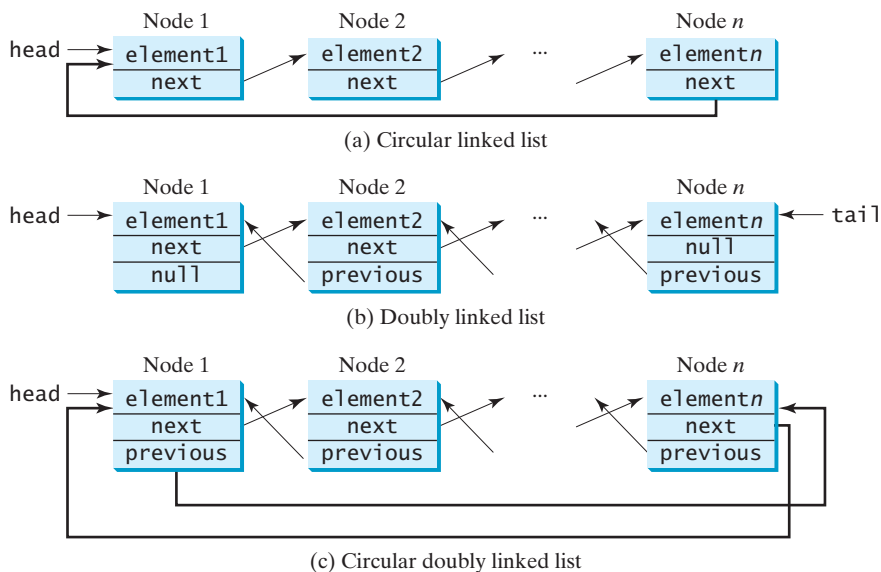 Node 1 Node 2 Node n
head element1 element2 ... elementn
next next next
(a) Circular linked list
Node 1 Node 2 Node n
head element1 element2 ... elementn tail
next next null
null previous previous
(b) Doubly linked list
Node 1 Node 2 Node n
head element1 element2 ... elementn
next next next
previous previous previous
(c) Circular doubly linked list